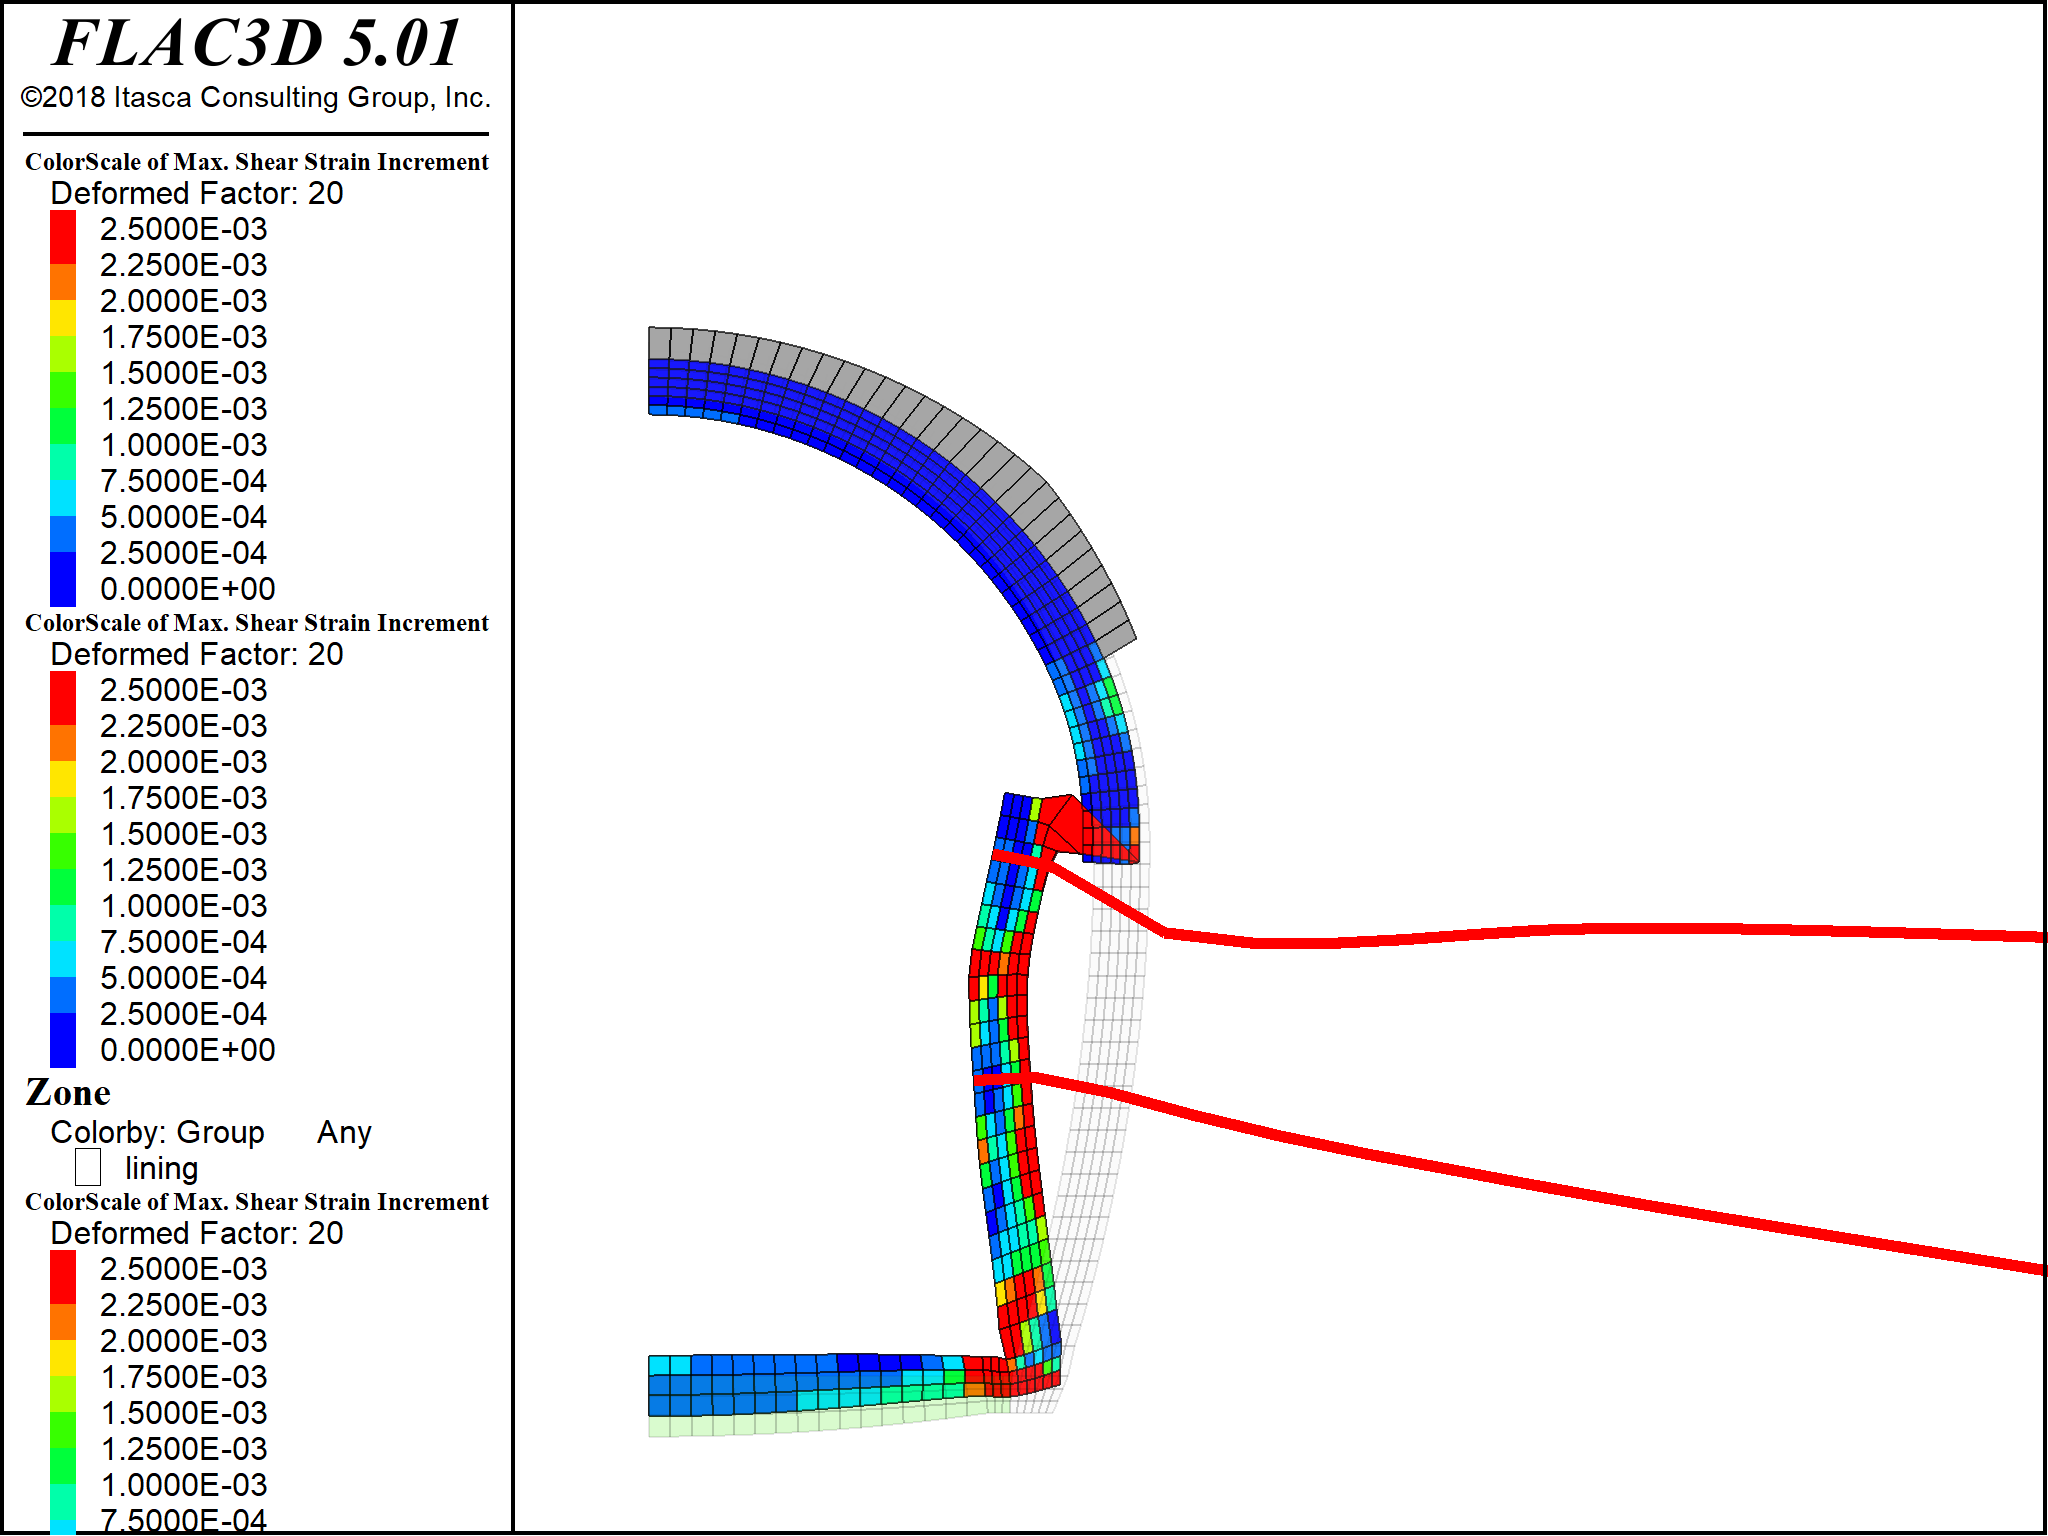 FLAC3D 5.01
©2018 Itasca Consulting Group, Inc.
ColorScale of Max. Shear Strain Increment
Deformed Factor: 20
2.5000E-03
2.2500E-03
2.0000E-03
1.7500E-03
1.5000E-03
1.2500E-03
1.0000E-03
7.5000E-04
5.0000E-04
2.5000E-04
0.0000E+00
ColorScale of Max. Shear Strain Increment
Deformed Factor: 20
2.5000E-03
2.2500E-03
2.0000E-03
1.7500E-03
1.5000E-03
1.2500E-03
1.0000E-03
7.5000E-04
5.0000E-04
2.5000E-04
0.0000E+00
Zone
Colorby: Group Any
lining
ColorScale of Max. Shear Strain Increment
Deformed Factor: 20
2.5000E-03
2.2500E-03
2.0000E-03
1.7500E-03
1.5000E-03
1.2500E-03
1.0000E-03
7.5000E-04